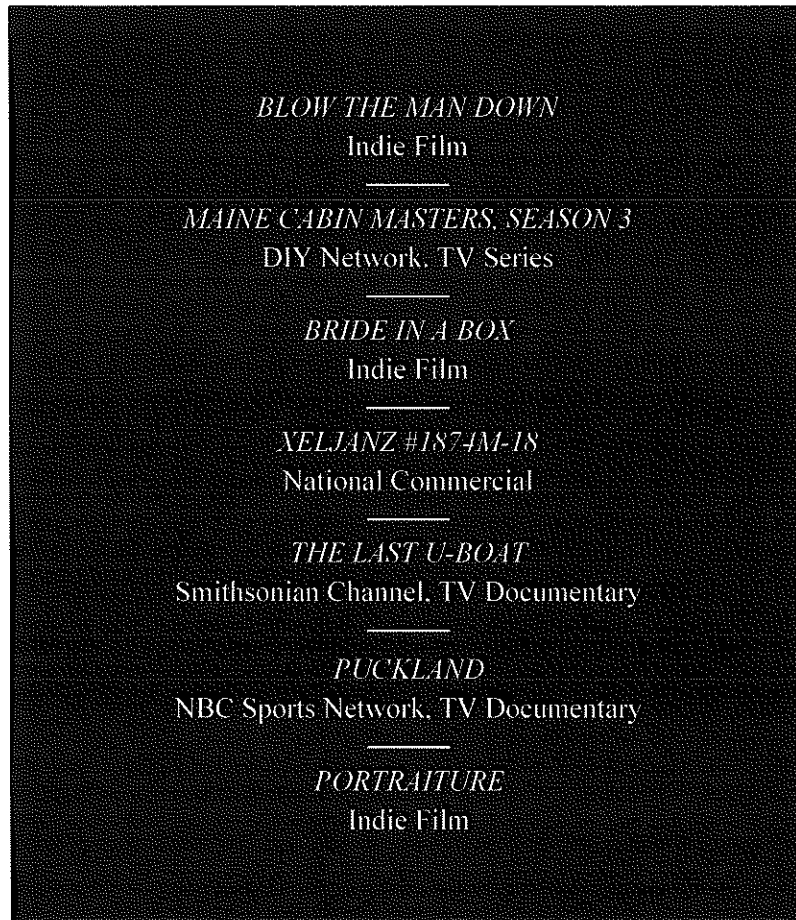 BLOW THE MAN DOWN
Indie Film
MAINE CABIN MASTERS, SEASON 3
DIY Network, TV Series
BRIDE IN A BOX
Indie Film
XELJANZ #1874M-18
National Commercial
THE LAST U-BOAT
Smithsonian Channel, TV Documentary
PUCKLAND
NBC Sports Network, TV Documentary
PORTRAITURE
Indie Film